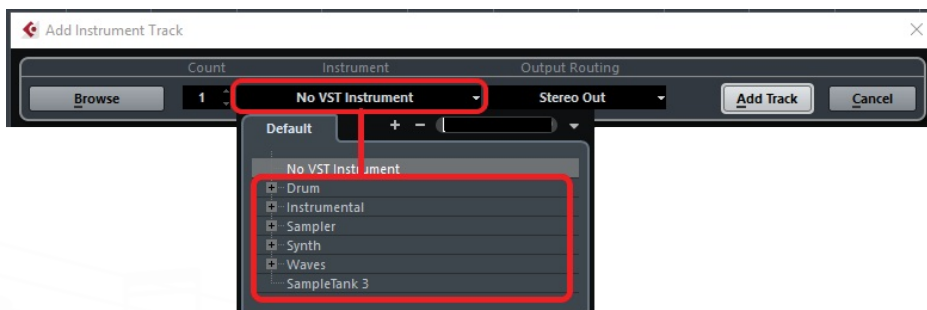 Add Instrument Track
Count Instrument Output Routing
Browse 1 No VST Instrument Stereo Out Add Track Cancel
Default
No VST Instrument
Drum
Instrumental
Sampler
Synth
Waves
SampleTank 3